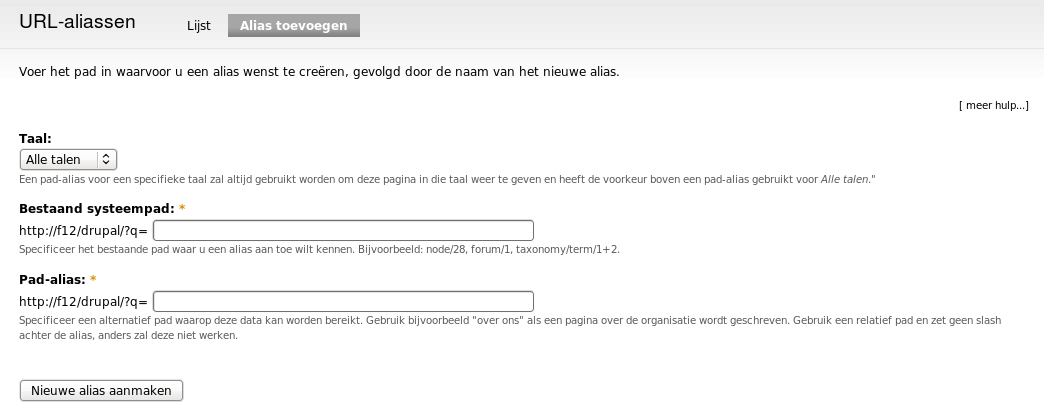 URL-aliassen Lijst Alias toevoegen
Voer het pad in waarvoor u een alias wenst te creëren, gevolgd door de naam van het nieuwe alias.
[ meer hulp...]
Taal:
Alle talen
Een pad-alias voor een specifieke taal zal altijd gebruikt worden om deze pagina in die taal weer te geven en heeft de voorkeur boven een pad-alias gebruikt voor Alle talen."
Bestaand systeempad: *
http://f12/drupal/?q=
Specificeer het bestaande pad waar u een alias aan toe wilt kennen. Bijvoorbeeld: node/28, forum/1, taxonomy/term/1+2.
Pad-alias: *
http://f12/drupal/?q=
Specificeer een alternatief pad waarop deze data kan worden bereikt. Gebruik bijvoorbeeld "over ons" als een pagina over de organisatie wordt geschreven. Gebruik een relatief pad en zet geen slash
achter de alias, anders zal deze niet werken.
Nieuwe alias aanmaken